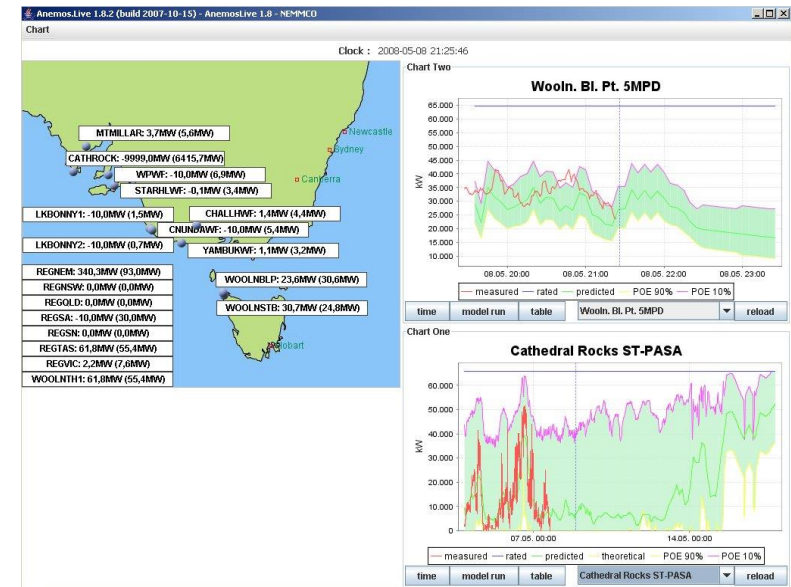 AnemosLive 1.8.2 (build 2007-10-15) - AnemosLive 1.8 - NEMMCO
Chart
Clock : 2008-05-08 21:25:46
Newcastle
Sydney
Canberra
Hobart
MTMILLAR: 3,7MW (5,6MW)
CATHROCK: -9999,0MW (6415,7MW)
WPWF: -10,0MW (6,9MW)
STARHLWF: -0,1MW (3,4MW)
LKBONNY1: -10,0MW (1,5MW)
CHALLHWF: 1,4MW (4,4MW)
CNUNDAWF: -10,0MW (5,4MW)
LKBONNY2: -10,0MW (0,7MW)
YAMBUKWF: 1,1MW (3,2MW)
REGNEM: 340,3MW (93,0MW)
REGNSW: 0,0MW (0,0MW)
REGQLD: 0,0MW (0,0MW)
REGSA: -10,0MW (30,0MW)
REGSN: 0,0MW (0,0MW)
REGTAS: 61,8MW (55,4MW)
REGVIC: 2,2MW (7,6MW)
WOOLNTH1: 61,8MW (55,4MW)
WOOLNBLP: 23,6MW (30,6MW)
WOOLNSTB: 30,7MW (24,8MW)
Chart Two
Wooln. Bl. Pt. 5MPD
kW
65.000
60.000
55.000
50.000
45.000
40.000
35.000
30.000
25.000
20.000
15.000
10.000
08.05. 20:00 08.05. 21:00 08.05. 22:00 08.05. 23:00
measured rated predicted POE 90% POE 10%
time model run table Wooln. Bl. Pt. 5MPD reload
Chart One
Cathedral Rocks ST-PASA
kW
60.000
50.000
40.000
30.000
20.000
10.000
0
07.05. 00:00 14.05. 00:00
measured rated predicted theoretical POE 90% POE 10%
time model run table Cathedral Rocks ST-PASA reload